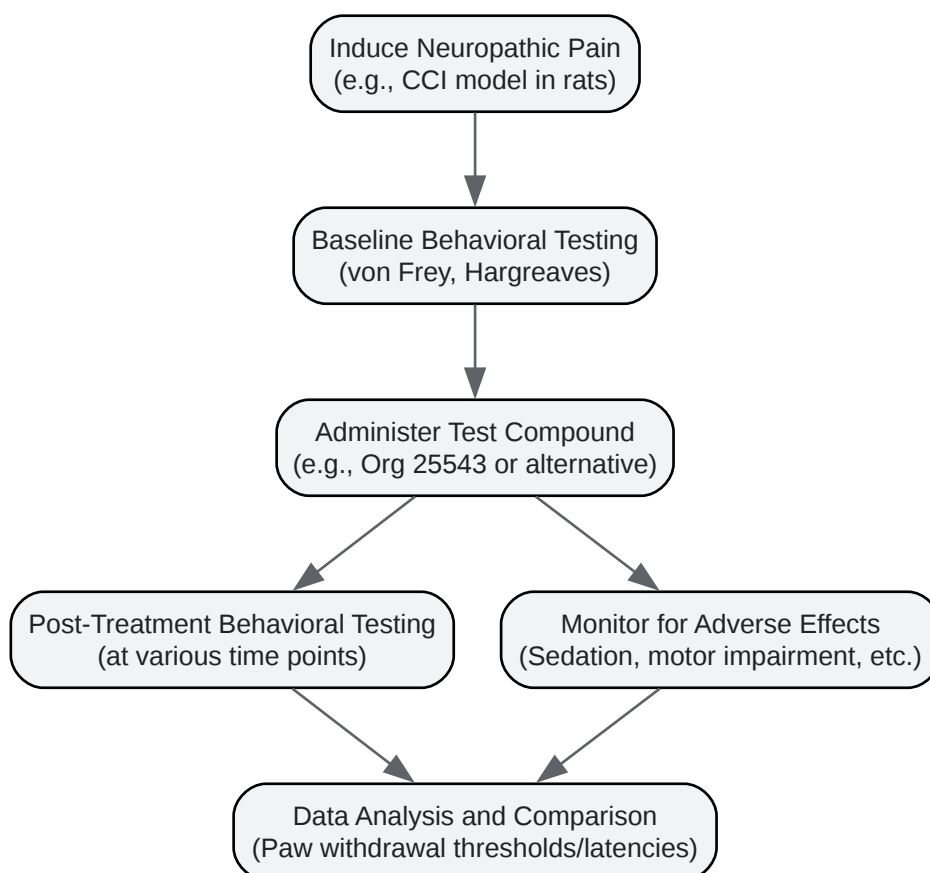 Induce Neuropathic Pain
(e.g., CCI model in rats)
Baseline Behavioral Testing
(von Frey, Hargreaves)
Administer Test Compound
(e.g., Org 25543 or alternative)
Post-Treatment Behavioral Testing
(at various time points)
Monitor for Adverse Effects
(Sedation, motor impairment, etc.)
Data Analysis and Comparison
(Paw withdrawal thresholds/latencies)